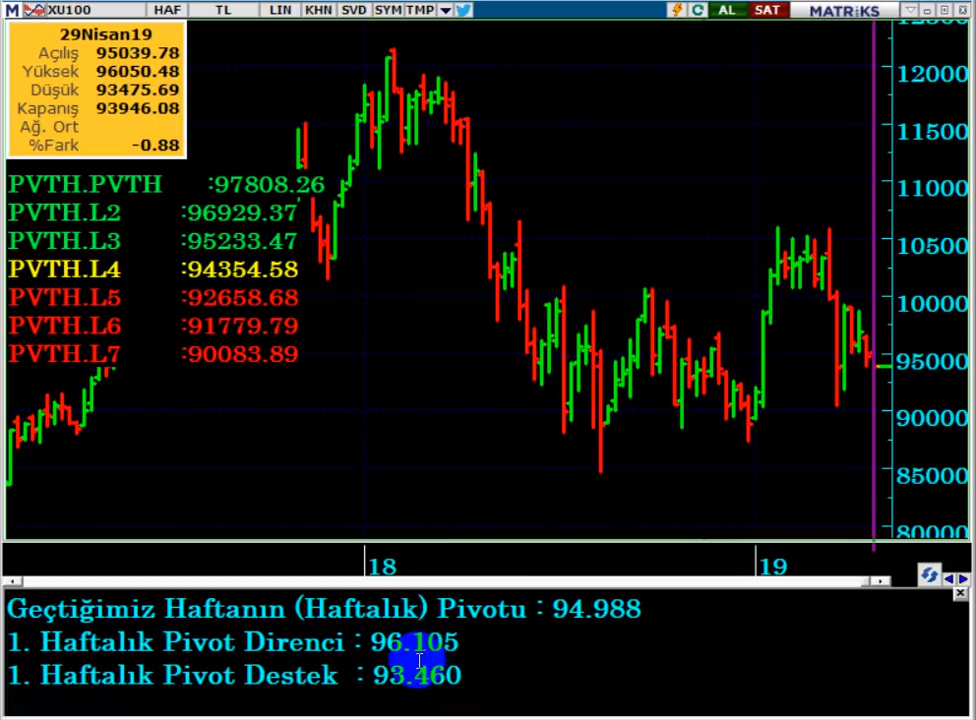 M XU100 HAF TL LIN KHN SVD SYM TMP AL SAT MATRiKS
29Nisan19
Açılış 95039.78
Yüksek 96050.48
Düşük 93475.69
Kapanış 93946.08
Ağ. Ort
%Fark -0.88
PVTH.PVTH :97808.26
PVTH.L2 :96929.37
PVTH.L3 :95233.47
PVTH.L4 :94354.58
PVTH.L5 :92658.68
PVTH.L6 :91779.79
PVTH.L7 :90083.89
12000
11500
11000
10500
10000
95000
90000
85000
80000
18 19
Geçtiğimiz Haftanın (Haftalık) Pivotu : 94.988
1. Haftalık Pivot Direnci : 96.105
1. Haftalık Pivot Destek : 93.460